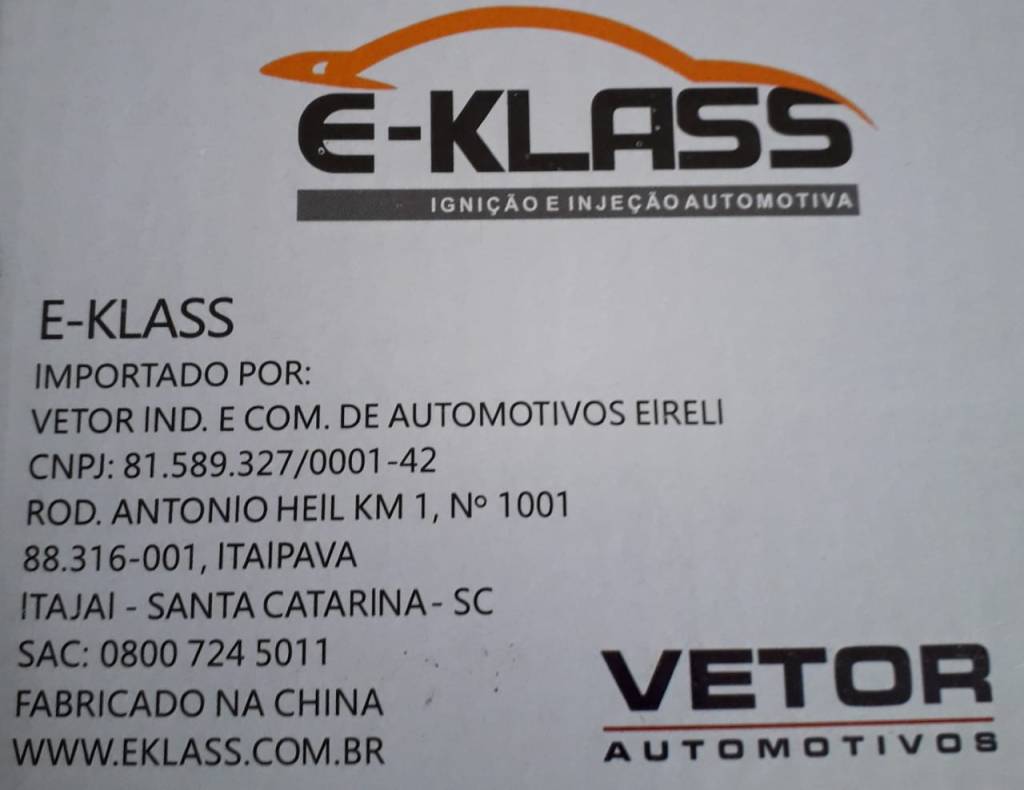 E-KLASS
IGNIÇÃO E INJEÇÃO AUTOMOTIVA
E-KLASS
IMPORTADO POR:
VETOR IND. E COM. DE AUTOMOTIVOS EIRELI
CNPJ: 81.589.327/0001-42
ROD. ANTONIO HEIL KM 1, Nº 1001
88.316-001, ITAIPAVA
ITAJAI - SANTA CATARINA - SC
SAC: 0800 724 5011
FABRICADO NA CHINA
WWW.EKLASS.COM.BR
VETOR
AUTOMOTIVOS